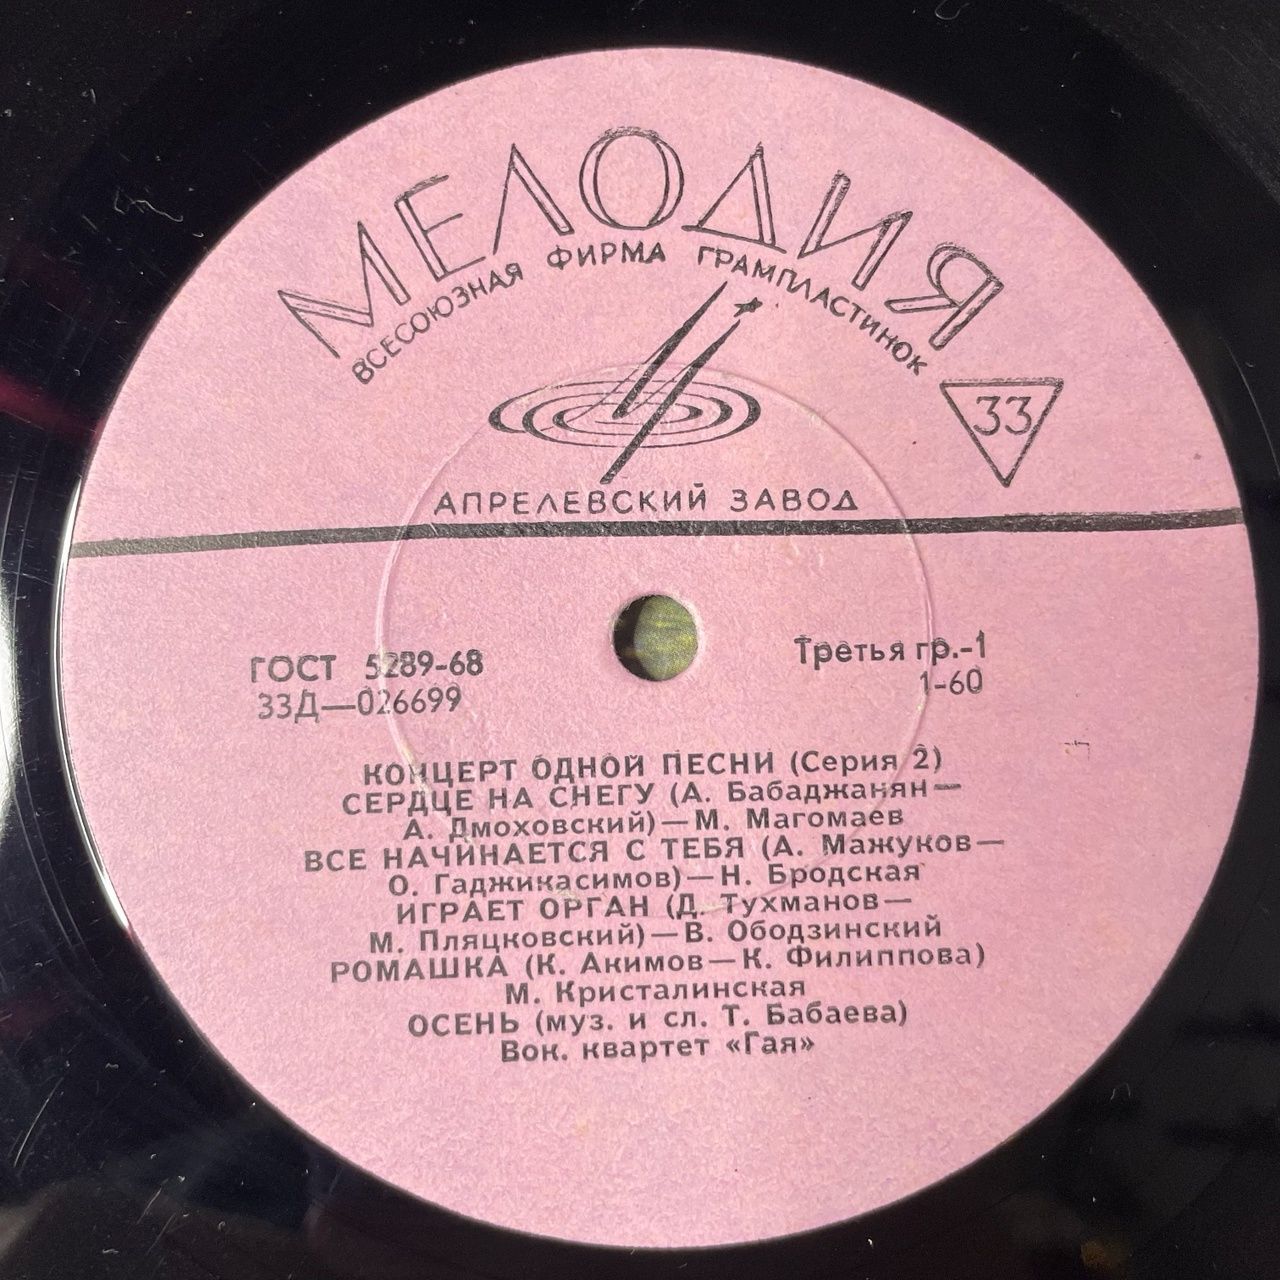 МЕЛОДИЯ
ВСЕСОЮЗНАЯ ФИРМА ГРАМПЛАСТИНОК
33
АПРЕЛЕВСКИЙ ЗАВОД
ГОСТ 5289-68
33Д—026699
Третья гр.-1
1-60
КОНЦЕРТ ОДНОЙ ПЕСНИ (Серия 2)
СЕРДЦЕ НА СНЕГУ (А. Бабаджанян—
А. Дмоховский)—М. Магомаев
ВСЕ НАЧИНАЕТСЯ С ТЕБЯ (А. Мажуков—
О. Гаджикасимов)—Н. Бродская
ИГРАЕТ ОРГАН (Д. Тухманов—
М. Пляцковский)—В. Ободзинский
РОМАШКА (К. Акимов—К. Филиппова)
М. Кристалинская
ОСЕНЬ (муз. и сл. Т. Бабаева)
Вок. квартет «Гая»